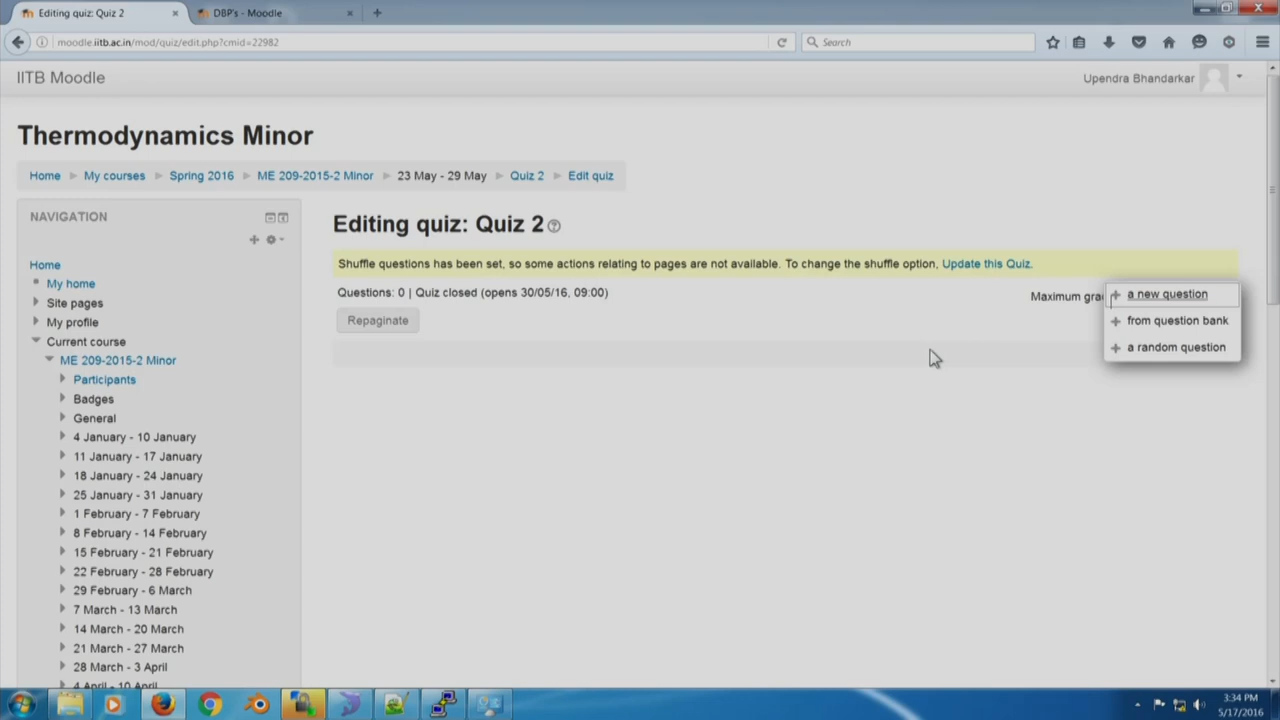 Editing quiz: Quiz 2
DBP's - Moodle
moodle.iitb.ac.in/mod/quiz/edit.php?cmid=22982
Search
IITB Moodle
Upendra Bhandarkar
Thermodynamics Minor
Home
My courses
Spring 2016
ME 209-2015-2 Minor
23 May - 29 May
Quiz 2
Edit quiz
NAVIGATION
Home
My home
Site pages
My profile
Current course
ME 209-2015-2 Minor
Participants
Badges
General
4 January - 10 January
11 January - 17 January
18 January - 24 January
25 January - 31 January
1 February - 7 February
8 February - 14 February
15 February - 21 February
22 February - 28 February
29 February - 6 March
7 March - 13 March
14 March - 20 March
21 March - 27 March
28 March - 3 April
4 April - 10 April
Editing quiz: Quiz 2
Shuffle questions has been set, so some actions relating to pages are not available. To change the shuffle option, Update this Quiz.
Questions: 0 | Quiz closed (opens 30/05/16, 09:00)
Maximum gra
Repaginate
a new question
from question bank
a random question
3:34 PM
5/17/2016